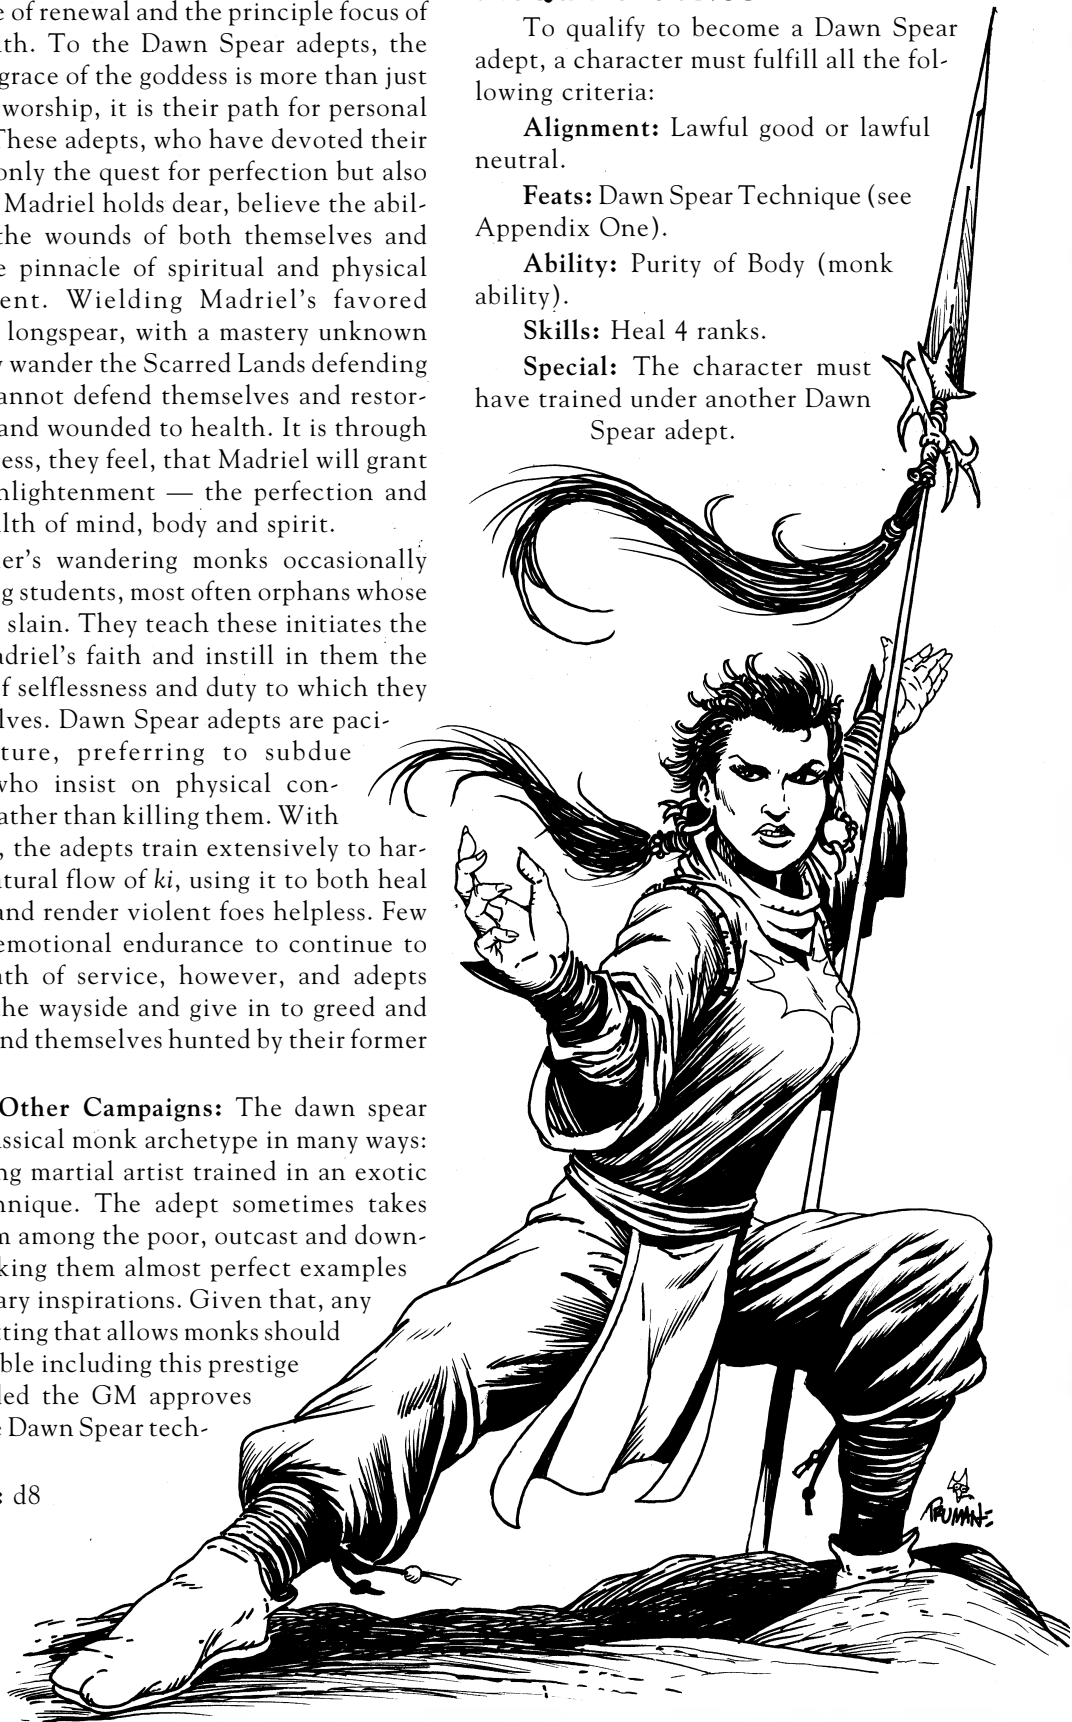 e of renewal and the principle focus of
ith. To the Dawn Spear adepts, the
grace of the goddess is more than just
worship, it is their path for personal
These adepts, who have devoted their
only the quest for perfection but also
Madriel holds dear, believe the abil-
the wounds of both themselves and
e pinnacle of spiritual and physical
ent. Wielding Madriel's favored
longspear, with a mastery unknown
y wander the Scarred Lands defending
annot defend themselves and restor-
and wounded to health. It is through
ess, they feel, that Madriel will grant
nlightenment — the perfection and
alth of mind, body and spirit.
er's wandering monks occasionally
g students, most often orphans whose
slain. They teach these initiates the
adriel's faith and instill in them the
f selflessness and duty to which they
lves. Dawn Spear adepts are paci-
ture, preferring to subdue
who insist on physical con-
ather than killing them. With
, the adepts train extensively to har-
atural flow of ki, using it to both heal
and render violent foes helpless. Few
emotional endurance to continue to
ath of service, however, and adepts
the wayside and give in to greed and
nd themselves hunted by their former
Other Campaigns: The dawn spear
assical monk archetype in many ways:
ng martial artist trained in an exotic
hnique. The adept sometimes takes
m among the poor, outcast and down-
king them almost perfect examples
ary inspirations. Given that, any
tting that allows monks should
ble including this prestige
led the GM approves
e Dawn Spear tech-
: d8
To qualify to become a Dawn Spear
adept, a character must fulfill all the fol-
lowing criteria:
Alignment: Lawful good or lawful
neutral.
Feats: Dawn Spear Technique (see
Appendix One).
Ability: Purity of Body (monk
ability).
Skills: Heal 4 ranks.
Special: The character must
have trained under another Dawn
Spear adept.
TRUMAN